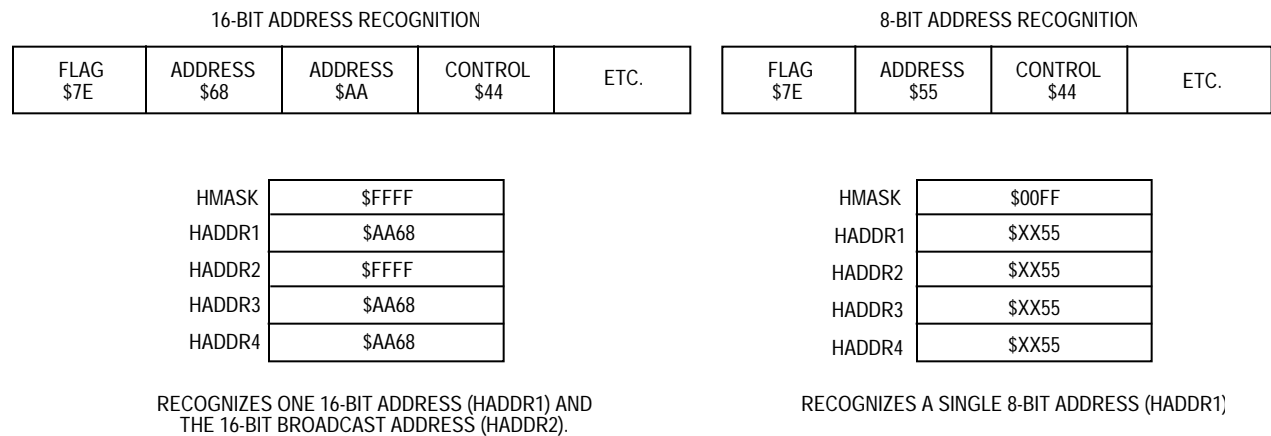 16-BIT ADDRESS RECOGNITION
FLAG ADDRESS ADDRESS CONTROL ETC.
$7E $68 $AA $44
HMASK $FFFF
HADDR1 $AA68
HADDR2 $FFFF
HADDR3 $AA68
HADDR4 $AA68
RECOGNIZES ONE 16-BIT ADDRESS (HADDR1) AND
THE 16-BIT BROADCAST ADDRESS (HADDR2).
8-BIT ADDRESS RECOGNITION
FLAG ADDRESS CONTROL ETC.
$7E $55 $44
HMASK $00FF
HADDR1 $XX55
HADDR2 $XX55
HADDR3 $XX55
HADDR4 $XX55
RECOGNIZES A SINGLE 8-BIT ADDRESS (HADDR1)